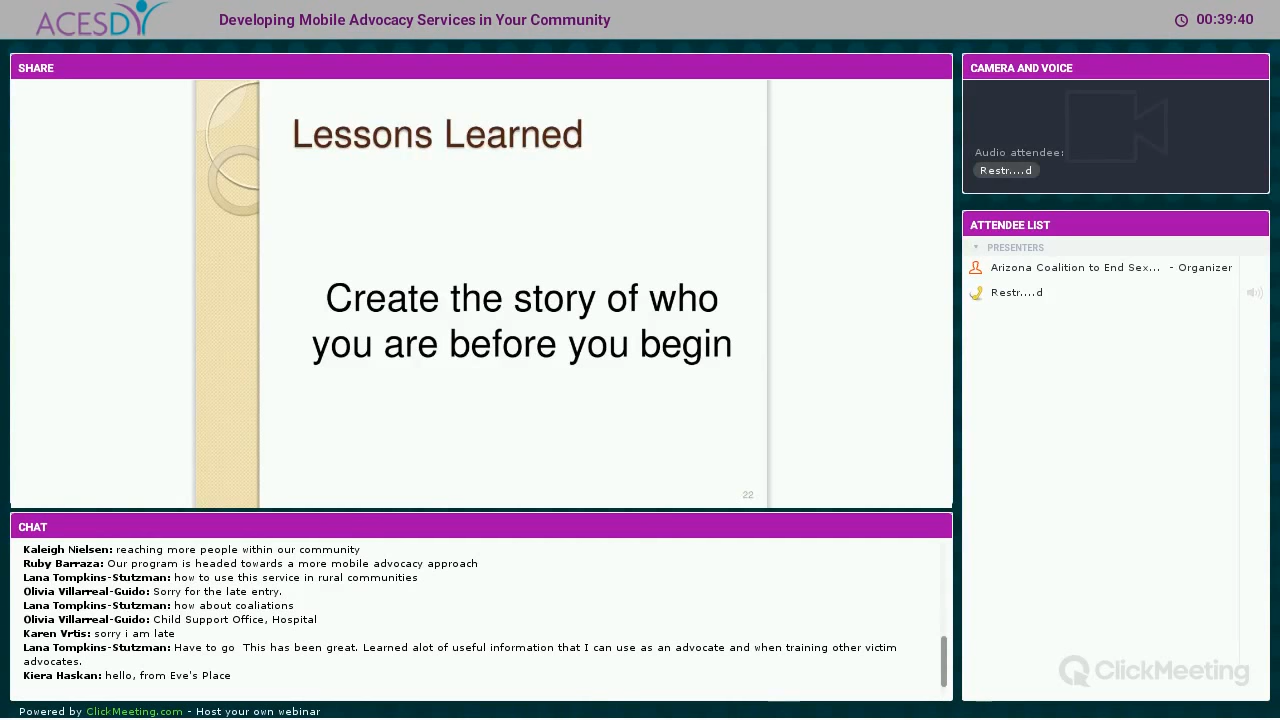 ACESDV
Developing Mobile Advocacy Services in Your Community
00:39:40
SHARE
Lessons Learned
Create the story of who
you are before you begin
22
CHAT
Kaleigh Nielsen: reaching more people within our community
Ruby Barraza: Our program is headed towards a more mobile advocacy approach
Lana Tompkins-Stutzman: how to use this service in rural communities
Olivia Villarreal-Guido: Sorry for the late entry.
Lana Tompkins-Stutzman: how about coaliations
Olivia Villarreal-Guido: Child Support Office, Hospital
Karen Vrtis: sorry i am late
Lana Tompkins-Stutzman: Have to go  This has been great. Learned alot of useful information that I can use as an advocate and when training other victim
advocates.
Kiera Haskan: hello, from Eve's Place
CAMERA AND VOICE
Audio attendee:
Restr....d
ATTENDEE LIST
PRESENTERS
Arizona Coalition to End Sex... - Organizer
Restr....d
ClickMeeting
Powered by ClickMeeting.com - Host your own webinar